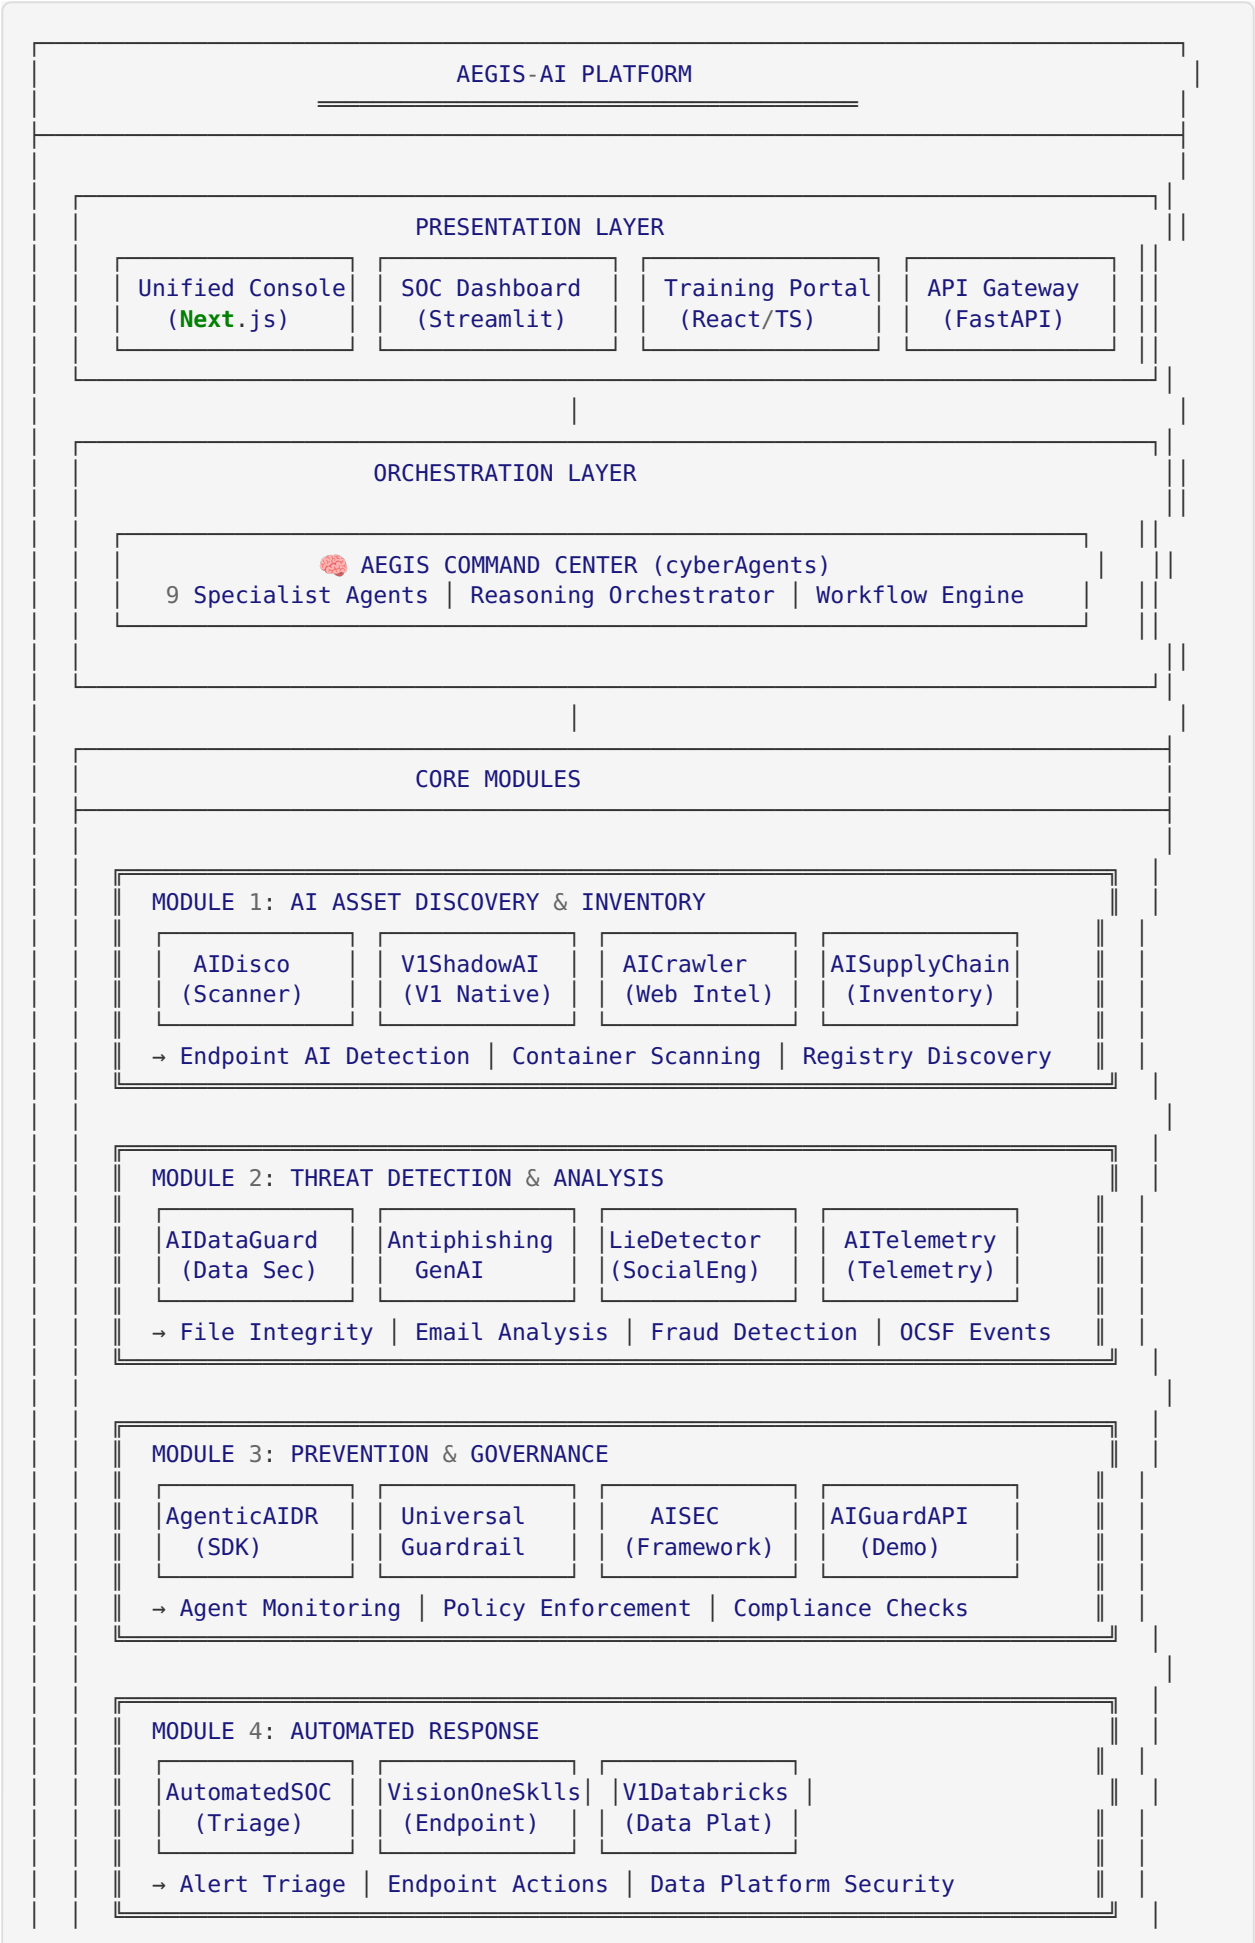 AEGIS-AI PLATFORM
PRESENTATION LAYER
Unified Console SOC Dashboard Training Portal API Gateway
(Next.js) (Streamlit) (React/TS) (FastAPI)
ORCHESTRATION LAYER
🧠 AEGIS COMMAND CENTER (cyberAgents)
9 Specialist Agents │ Reasoning Orchestrator │ Workflow Engine
CORE MODULES
MODULE 1: AI ASSET DISCOVERY & INVENTORY
AIDisco V1ShadowAI AICrawler AISupplyChain
(Scanner) (V1 Native) (Web Intel) (Inventory)
→ Endpoint AI Detection │ Container Scanning │ Registry Discovery
MODULE 2: THREAT DETECTION & ANALYSIS
AIDataGuard Antiphishing LieDetector AITelemetry
(Data Sec) GenAI (SocialEng) (Telemetry)
→ File Integrity │ Email Analysis │ Fraud Detection │ OCSF Events
MODULE 3: PREVENTION & GOVERNANCE
AgenticAIDR Universal AISEC AIGuardAPI
(SDK) Guardrail (Framework) (Demo)
→ Agent Monitoring │ Policy Enforcement │ Compliance Checks
MODULE 4: AUTOMATED RESPONSE
AutomatedSOC VisionOneSklls V1Databricks
(Triage) (Endpoint) (Data Plat)
→ Alert Triage │ Endpoint Actions │ Data Platform Security